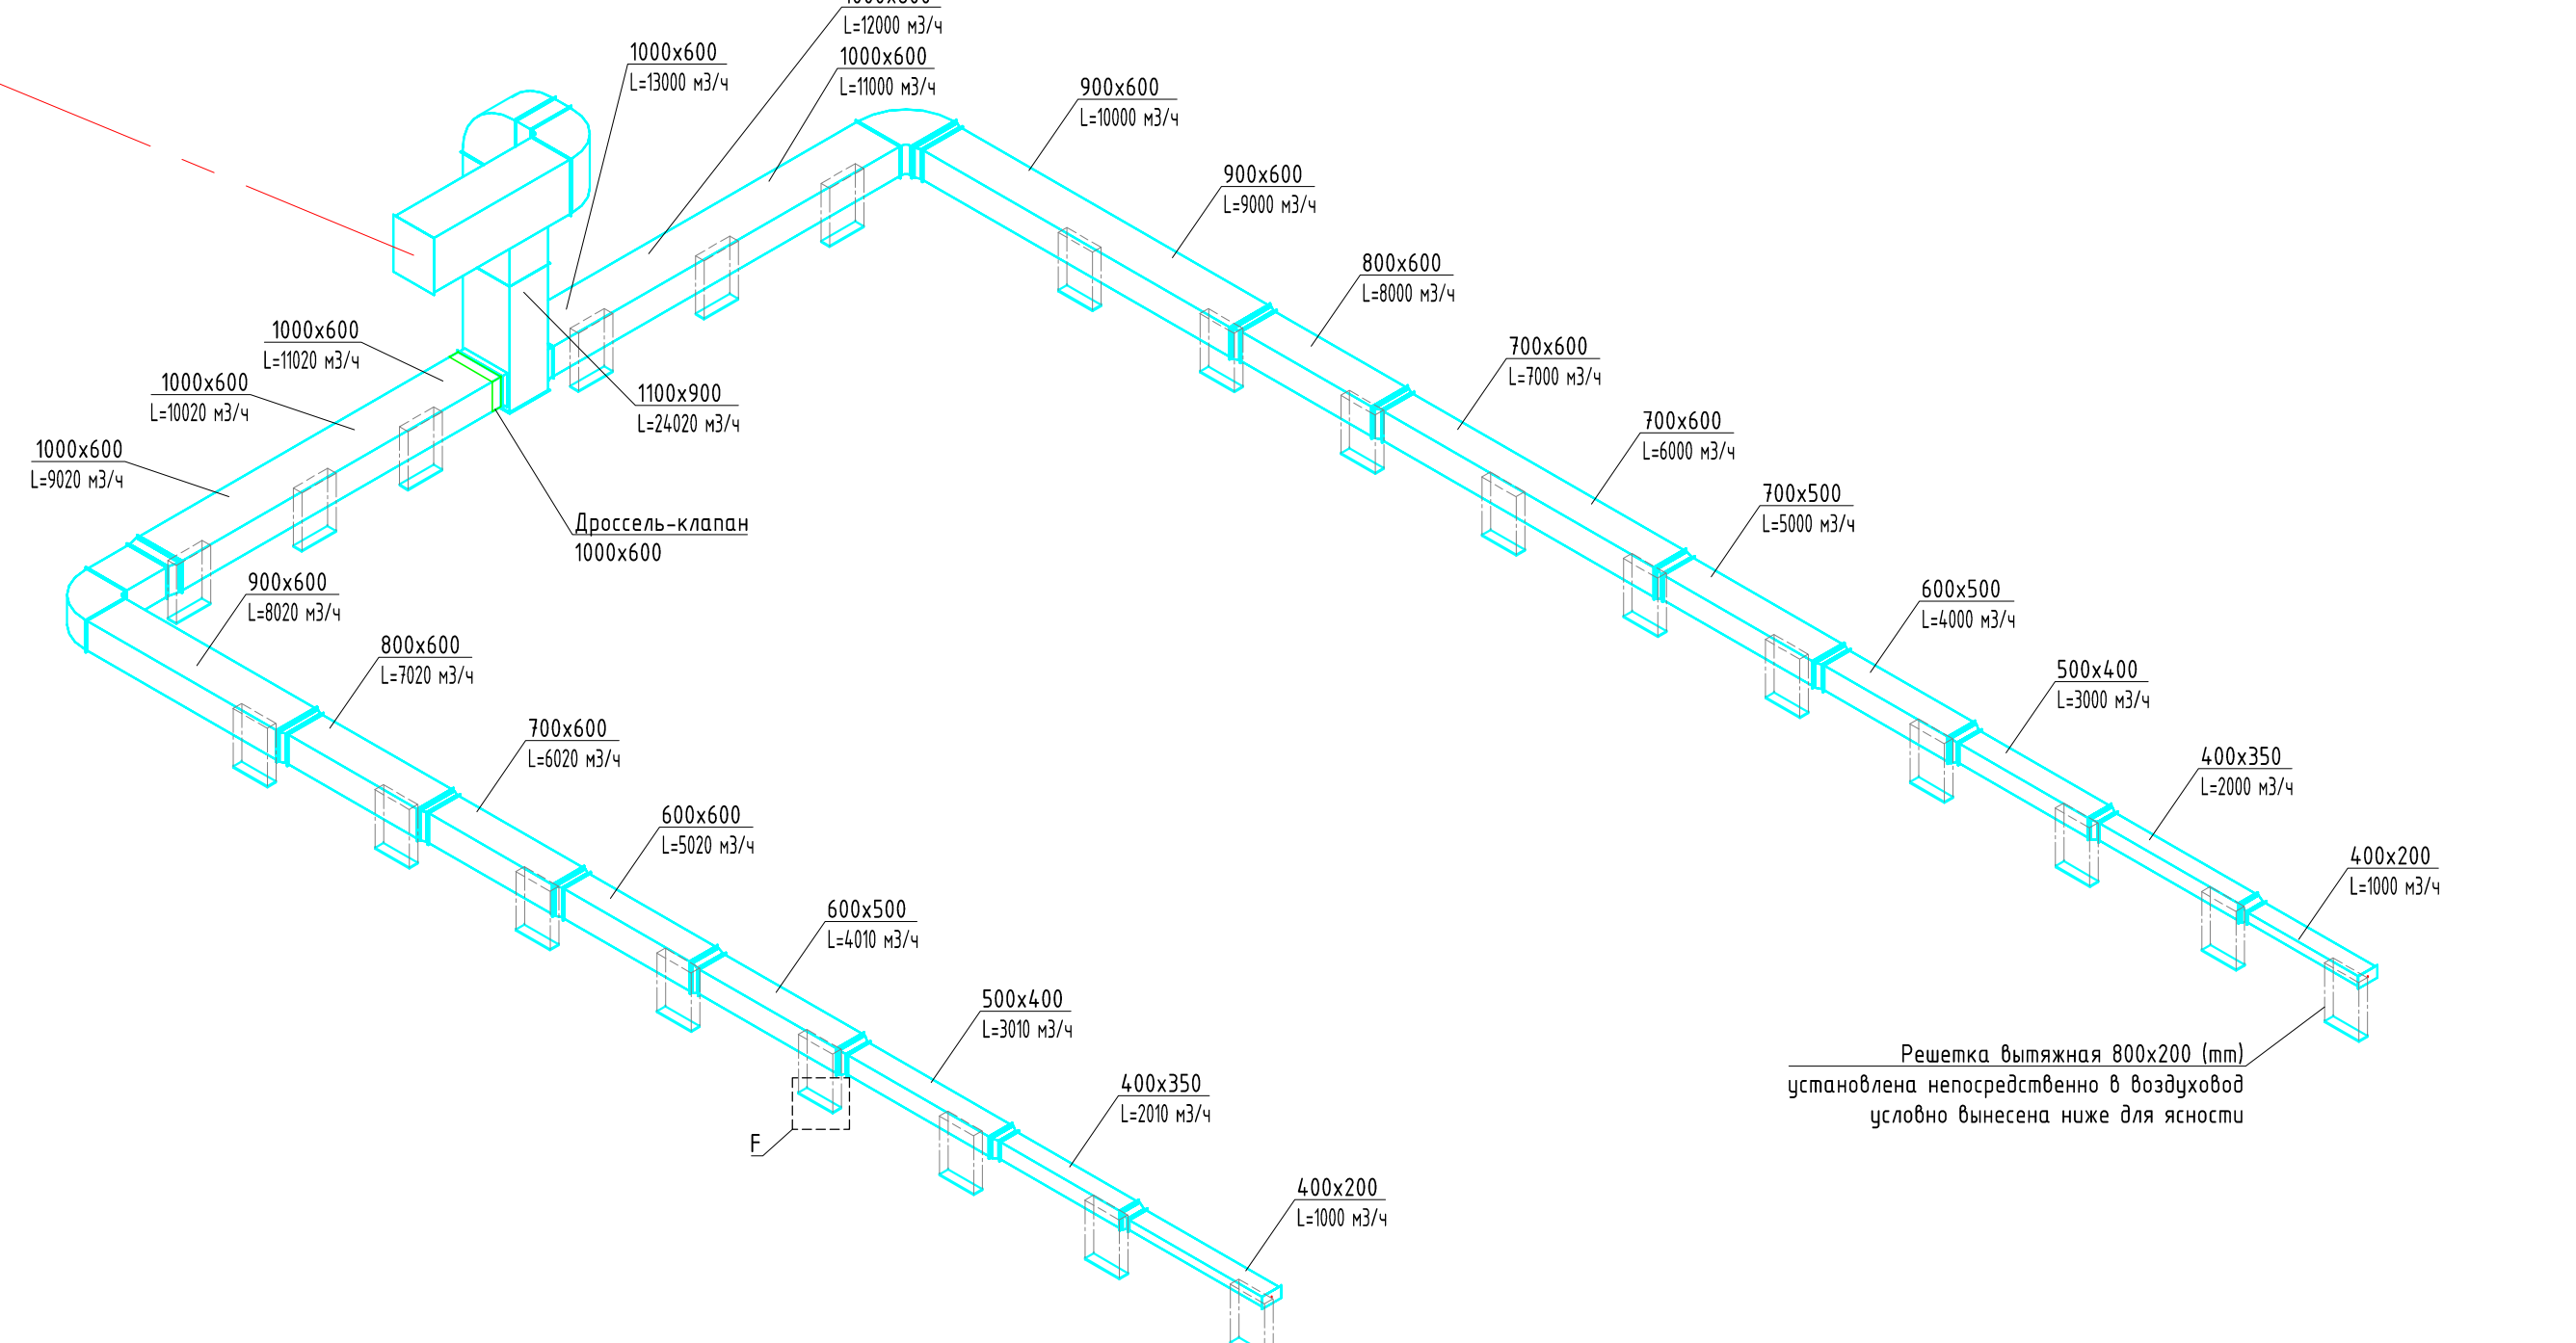 L=12000 м3/ч
1000x600
L=13000 м3/ч
1000x600
L=11000 м3/ч
900x600
L=10000 м3/ч
900x600
L=9000 м3/ч
800x600
L=8000 м3/ч
700x600
L=7000 м3/ч
700x600
L=6000 м3/ч
700x500
L=5000 м3/ч
600x500
L=4000 м3/ч
500x400
L=3000 м3/ч
400x350
L=2000 м3/ч
400x200
L=1000 м3/ч
1000x600
L=11020 м3/ч
1000x600
L=10020 м3/ч
1000x600
L=9020 м3/ч
1100x900
L=24020 м3/ч
Дроссель-клапан
1000x600
900x600
L=8020 м3/ч
800x600
L=7020 м3/ч
700x600
L=6020 м3/ч
600x600
L=5020 м3/ч
600x500
L=4010 м3/ч
500x400
L=3010 м3/ч
400x350
L=2010 м3/ч
400x200
L=1000 м3/ч
F
Решетка вытяжная 800x200 (mm)
установлена непосредственно в воздуховод
условно вынесена ниже для ясности